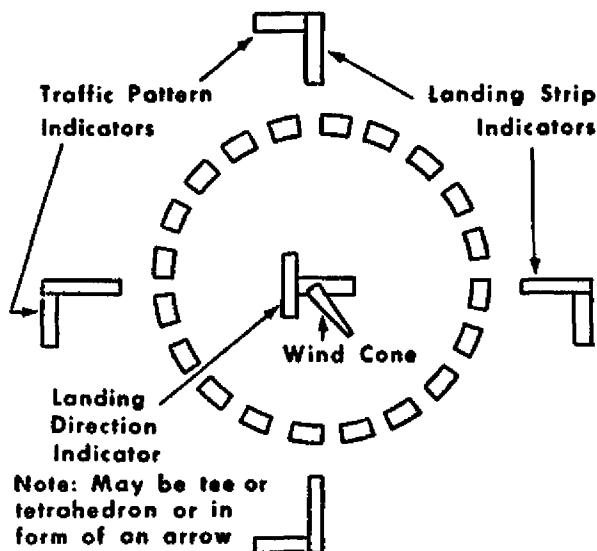 Traffic Pattern
Indicators
Landing Strip
Indicators
Wind Cone
Landing
Direction
Indicator
Note: May be tee or
tetrahedron or in
form of an arrow